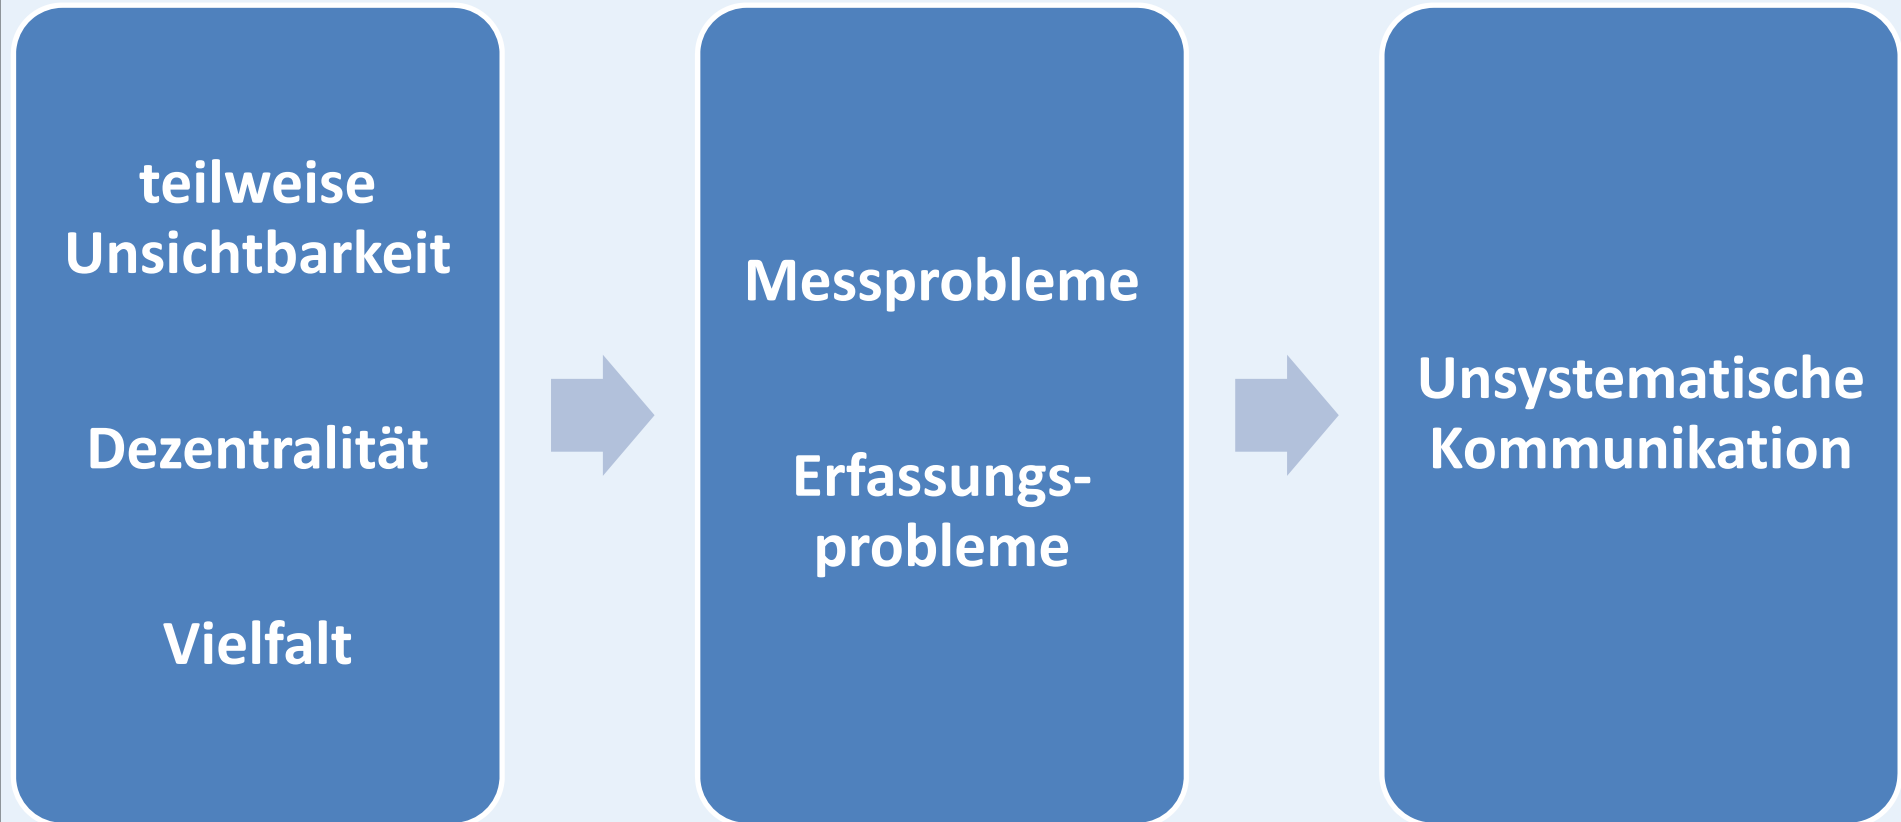 teilweise
Unsichtbarkeit
Dezentralität
Vielfalt
Messprobleme
Erfassungs-
probleme
Unsystematische
Kommunikation